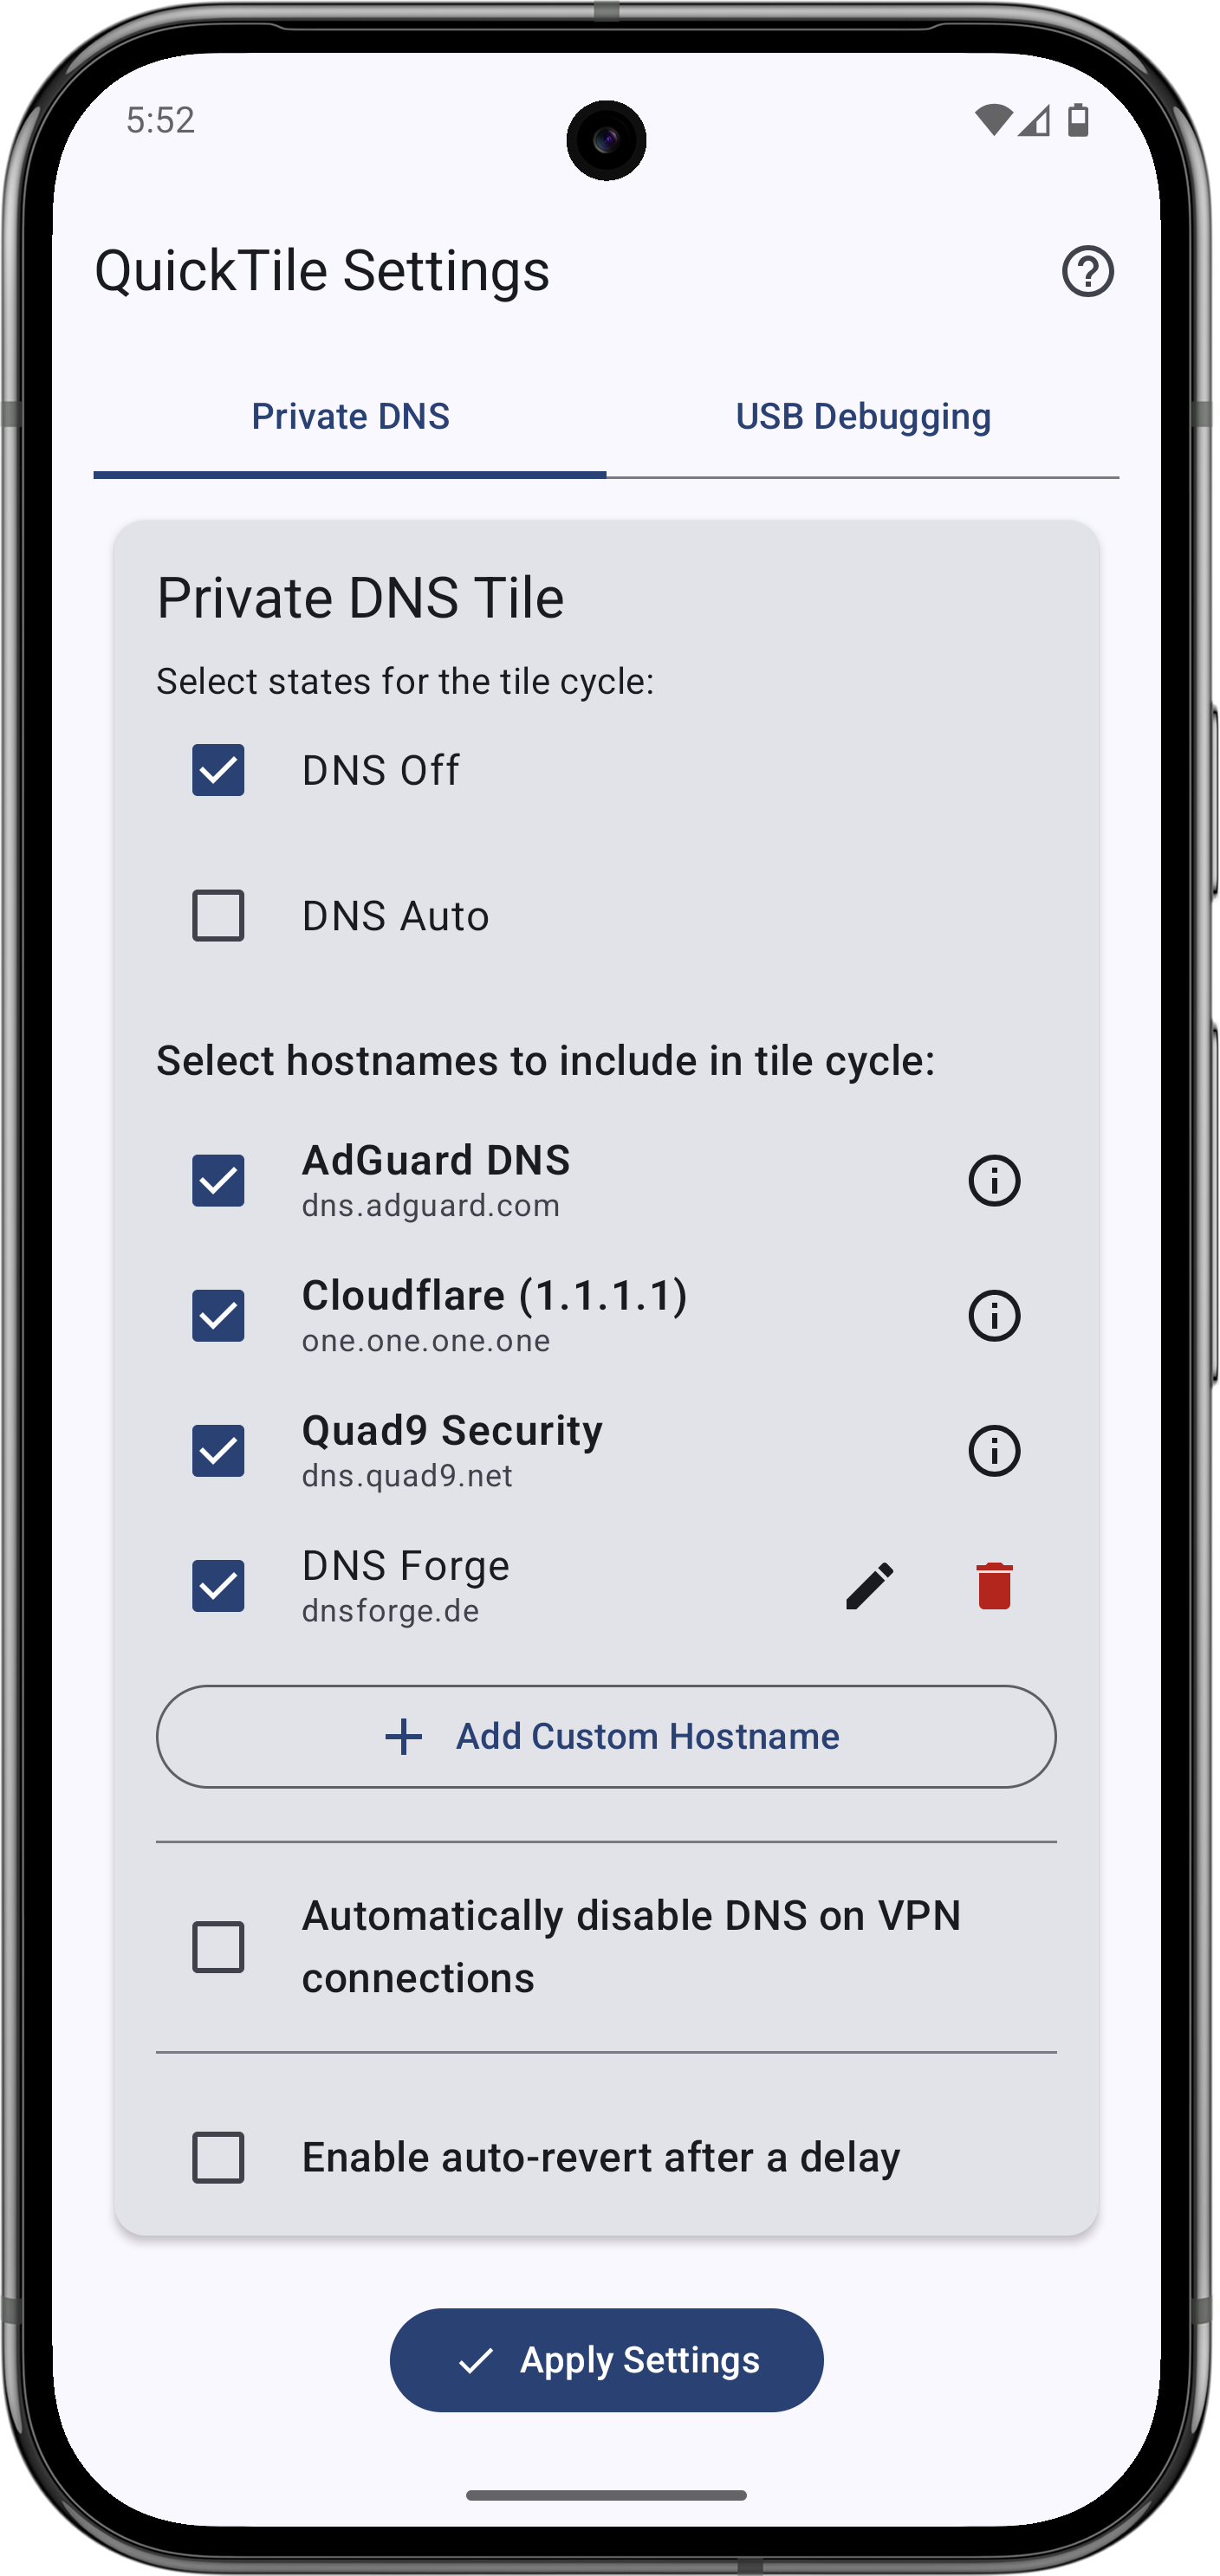 5:52
QuickTile Settings
Private DNS
USB Debugging
Private DNS Tile
Select states for the tile cycle:
DNS Off
DNS Auto
Select hostnames to include in tile cycle:
AdGuard DNS
dns.adguard.com
Cloudflare (1.1.1.1)
one.one.one.one
Quad9 Security
dns.quad9.net
DNS Forge
dnsforge.de
Add Custom Hostname
Automatically disable DNS on VPN
connections
Enable auto-revert after a delay
Apply Settings